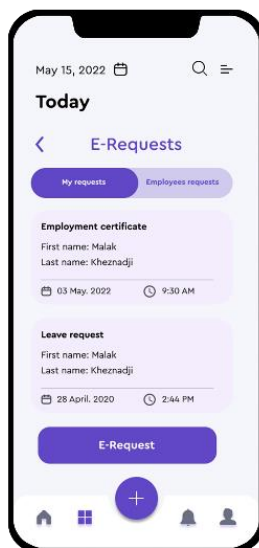 May 15, 2022
Today
E-Requests
My requests
Employees requests
Employment certificate
First name: Malak
Last name: Kheznadji
03 May. 2022
9:30 AM
Leave request
First name: Malak
Last name: Kheznadji
28 April. 2020
2:44 PM
E-Request